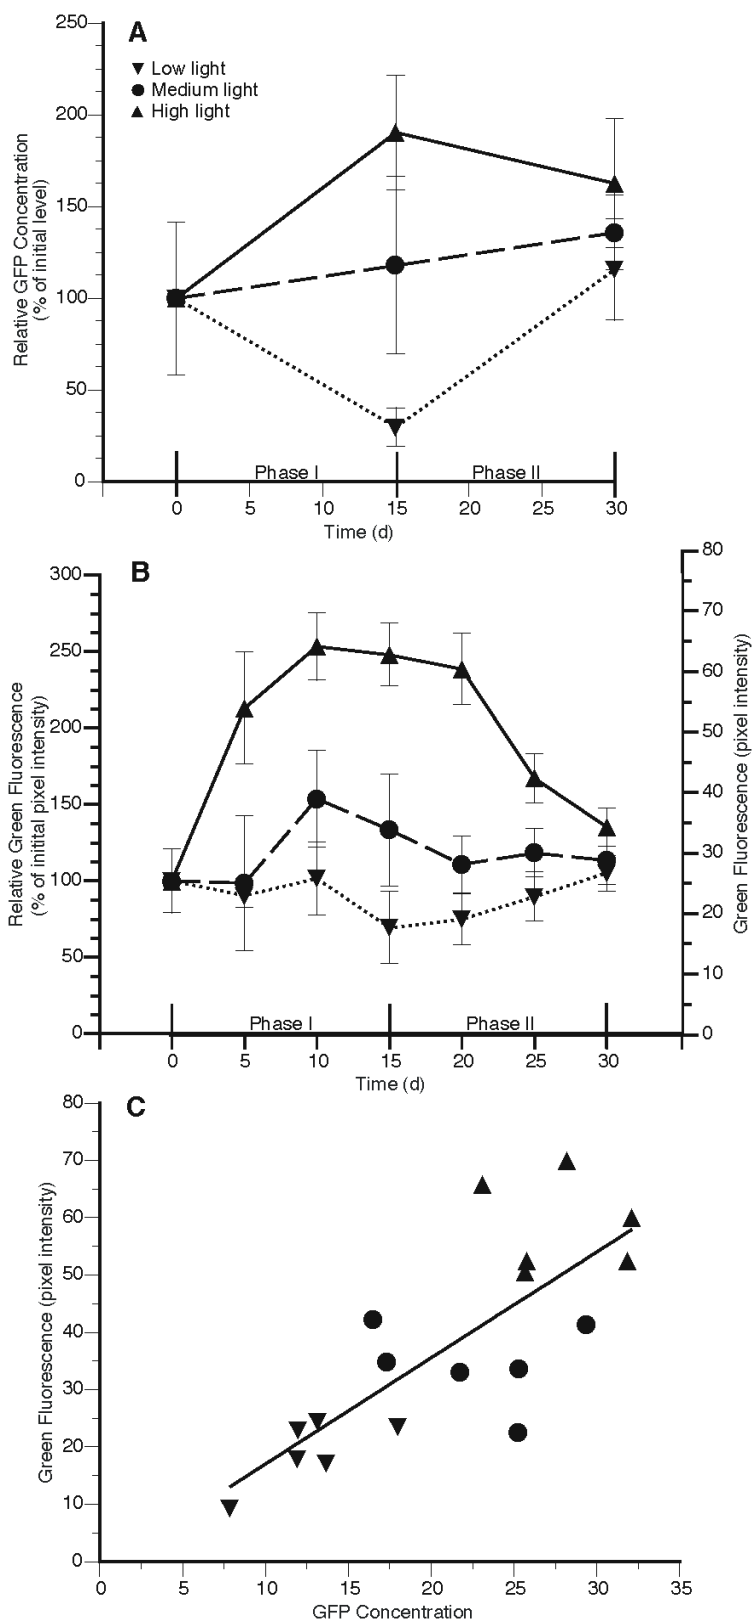 A
Low light
Medium light
High light
250
200
150
100
50
0
Relative GFP Concentration
(% of initial level)
Phase I
Phase II
0 5 10 15 20 25 30
Time (d)
B
300
250
200
150
100
50
0
Relative Green Fluorescence
(% of initital pixel intensity)
80
70
60
50
40
30
20
10
0
Green Fluorescence (pixel intensity)
Phase I
Phase II
0 5 10 15 20 25 30
Time (d)
C
80
70
60
50
40
30
20
10
0
Green Fluorescence (pixel intensity)
0 5 10 15 20 25 30 35
GFP Concentration